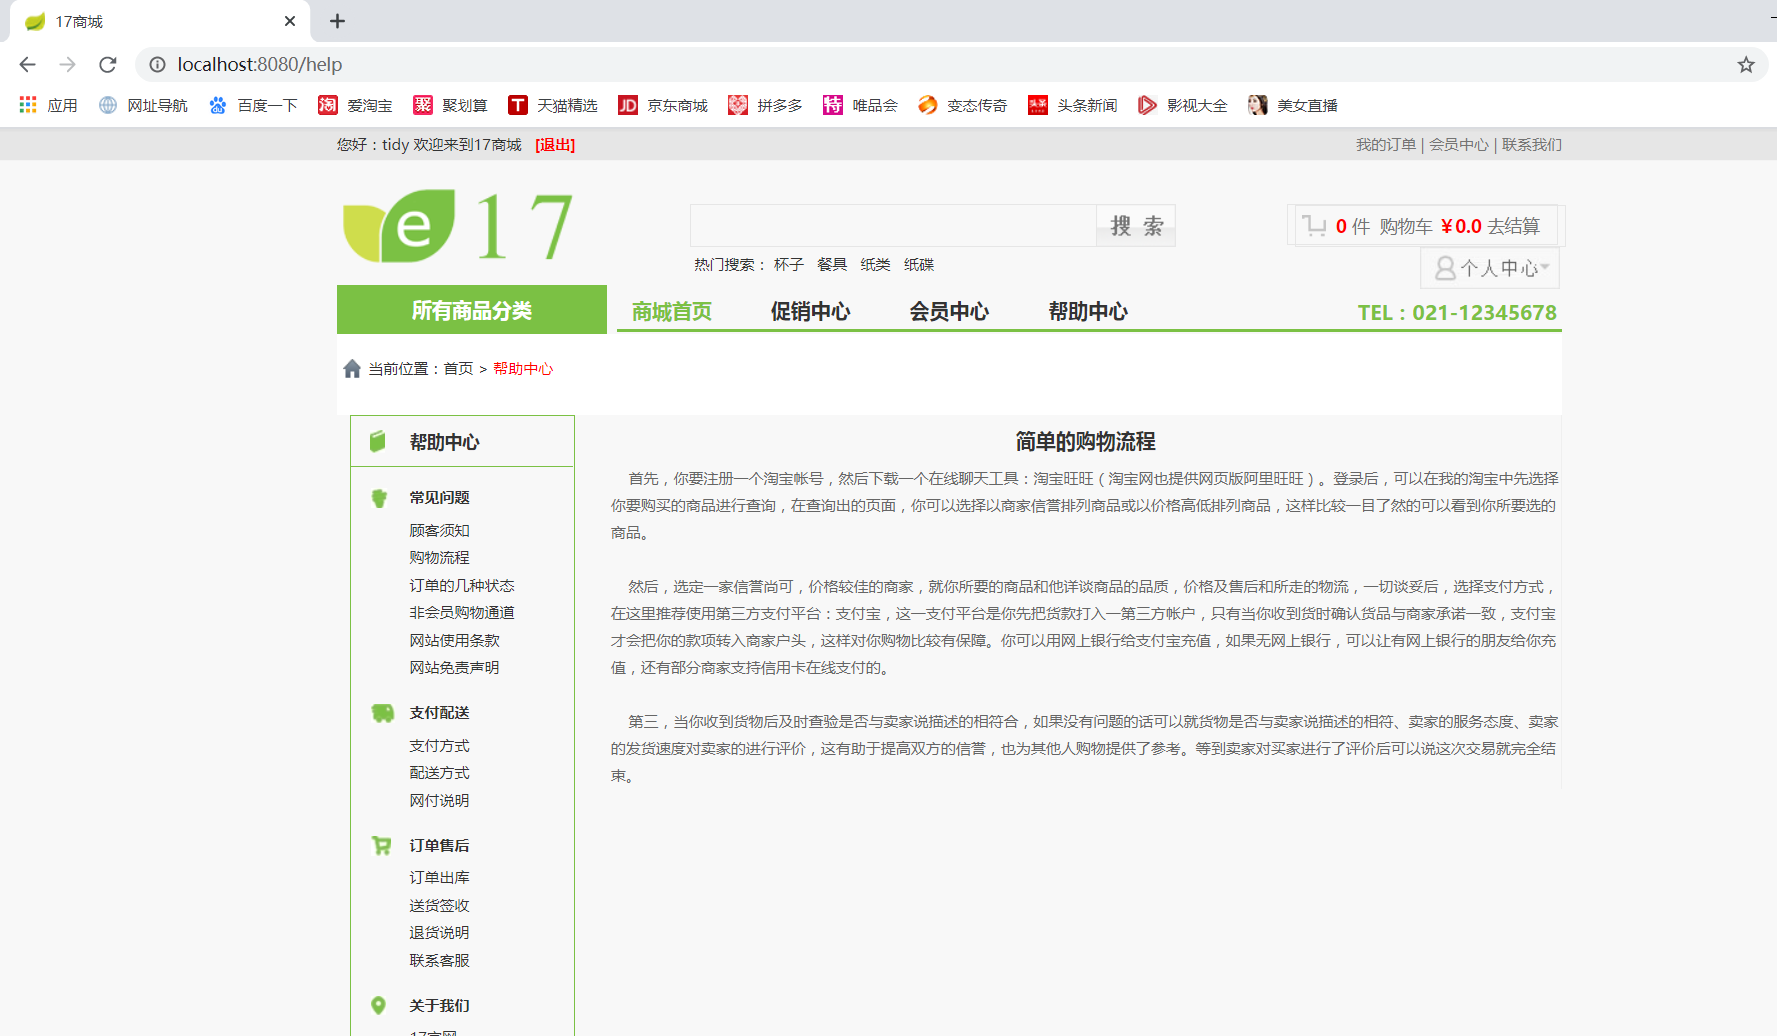 17商城
localhost:8080/help
应用 网址导航 百度一下 淘 爱淘宝 聚 聚划算 T 天猫精选 JD 京东商城 拼多多 特 唯品会 变态传奇 头条 头条新闻 影视大全 美女直播
您好：tidy 欢迎来到17商城 [退出] 我的订单 | 会员中心 | 联系我们
e 17
搜 索
0 件 购物车 ￥0.0 去结算
热门搜索： 杯子 餐具 纸类 纸碟
个人中心
所有商品分类 商城首页 促销中心 会员中心 帮助中心 TEL：021-12345678
当前位置：首页 > 帮助中心
帮助中心
常见问题
顾客须知
购物流程
订单的几种状态
非会员购物通道
网站使用条款
网站免责声明
支付配送
支付方式
配送方式
网付说明
订单售后
订单出库
送货签收
退货说明
联系客服
关于我们
17官网
简单的购物流程
首先，你要注册一个淘宝帐号，然后下载一个在线聊天工具：淘宝旺旺（淘宝网也提供网页版阿里旺旺）。登录后，可以在我的淘宝中先选择
你要购买的商品进行查询，在查询出的页面，你可以选择以商家信誉排列商品或以价格高低排列商品，这样比较一目了然的可以看到你所要选的
商品。
然后，选定一家信誉尚可，价格较佳的商家，就你所要的商品和他详谈商品的品质，价格及售后和所走的物流，一切谈妥后，选择支付方式，
在这里推荐使用第三方支付平台：支付宝，这一支付平台是你先把货款打入一第三方帐户，只有当你收到货时确认货品与商家承诺一致，支付宝
才会把你的款项转入商家户头，这样对你购物比较有保障。你可以用网上银行给支付宝充值，如果无网上银行，可以让有网上银行的朋友给你充
值，还有部分商家支持信用卡在线支付的。
第三，当你收到货物后及时查验是否与卖家说描述的相符合，如果没有问题的话可以就货物是否与卖家说描述的相符、卖家的服务态度、卖家
的发货速度对卖家的进行评价，这有助于提高双方的信誉，也为其他人购物提供了参考。等到卖家对买家进行了评价后可以说这次交易就完全结
束。